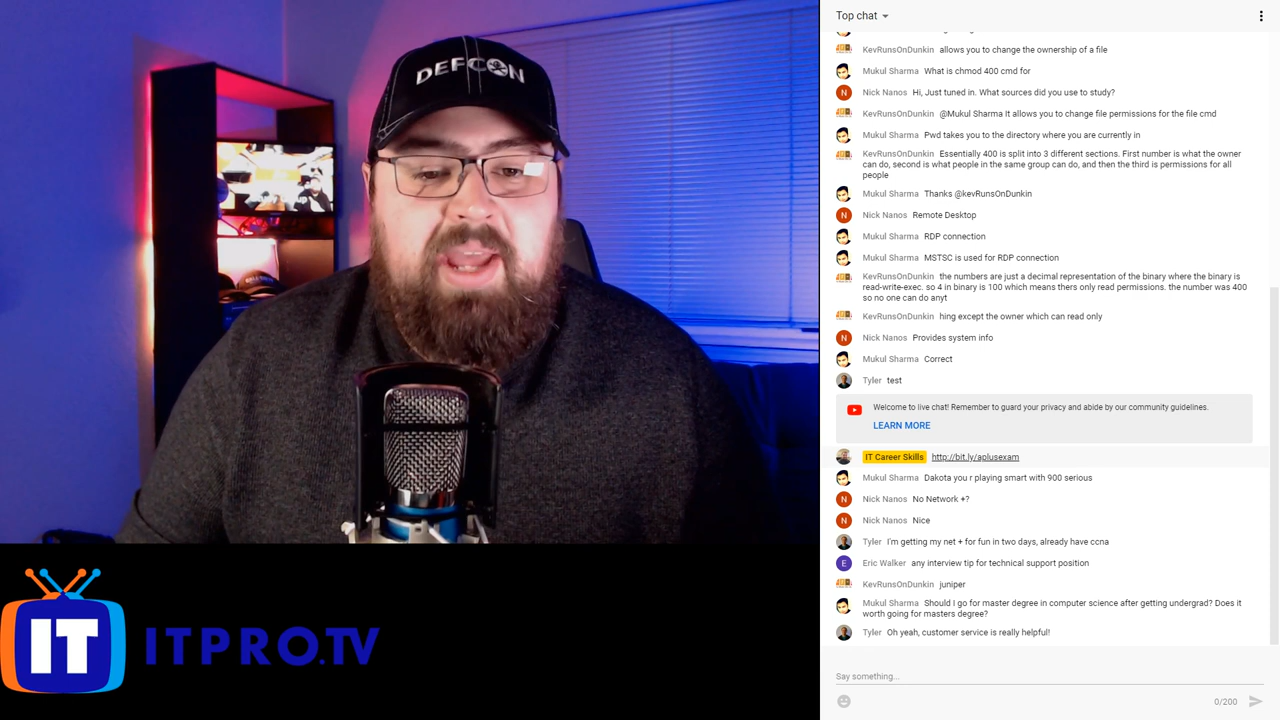 DEFCON
Top chat
KevRunsOnDunkin allows you to change the ownership of a file
Mukul Sharma What is chmod 400 cmd for
N Nick Nanos Hi, Just tuned in. What sources did you use to study?
KevRunsOnDunkin @Mukul Sharma It allows you to change file permissions for the file cmd
Mukul Sharma Pwd takes you to the directory where you are currently in
KevRunsOnDunkin Essentially 400 is split into 3 different sections. First number is what the owner
can do, second is what people in the same group can do, and then the third is permissions for all
people
Mukul Sharma Thanks @kevRunsOnDunkin
N Nick Nanos Remote Desktop
Mukul Sharma RDP connection
Mukul Sharma MSTSC is used for RDP connection
KevRunsOnDunkin the numbers are just a decimal representation of the binary where the binary is
read-write-exec. so 4 in binary is 100 which means thers only read permissions. the number was 400
so no one can do anyt
KevRunsOnDunkin hing except the owner which can read only
N Nick Nanos Provides system info
Mukul Sharma Correct
Tyler test
Welcome to live chat! Remember to guard your privacy and abide by our community guidelines.
LEARN MORE
IT Career Skills http://bit.ly/aplusexam
Mukul Sharma Dakota you r playing smart with 900 serious
N Nick Nanos No Network +?
N Nick Nanos Nice
Tyler I'm getting my net + for fun in two days, already have ccna
E Eric Walker any interview tip for technical support position
KevRunsOnDunkin juniper
Mukul Sharma Should I go for master degree in computer science after getting undergrad? Does it
worth going for masters degree?
Tyler Oh yeah, customer service is really helpful!
Say something...
0/200
IT
ITPRO.TV